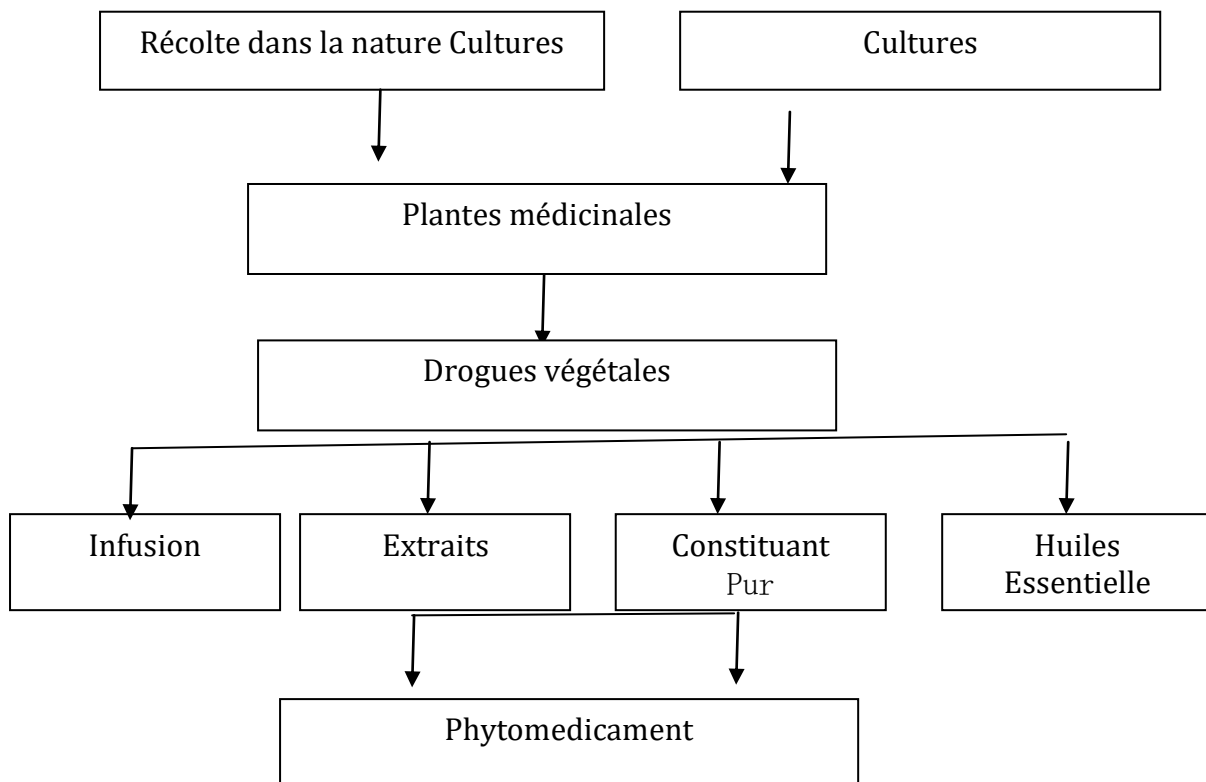 Récolte dans la nature Cultures
Cultures
Plantes médicinales
Drogues végétales
Infusion
Extraits
Constituant
Pur
Huiles
Essentielle
Phytomedicament